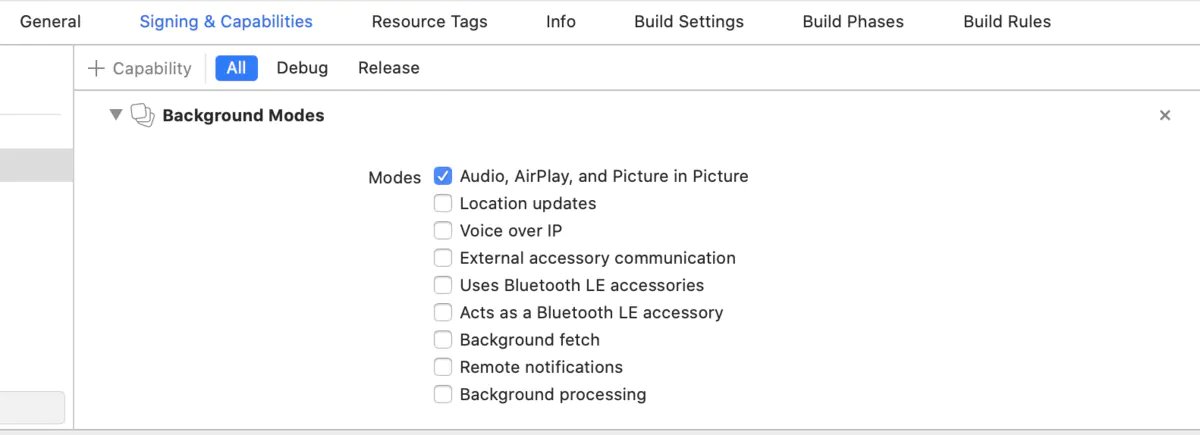 General Signing & Capabilities Resource Tags Info Build Settings Build Phases Build Rules
+ Capability All Debug Release
Background Modes
Modes Audio, AirPlay, and Picture in Picture
Location updates
Voice over IP
External accessory communication
Uses Bluetooth LE accessories
Acts as a Bluetooth LE accessory
Background fetch
Remote notifications
Background processing